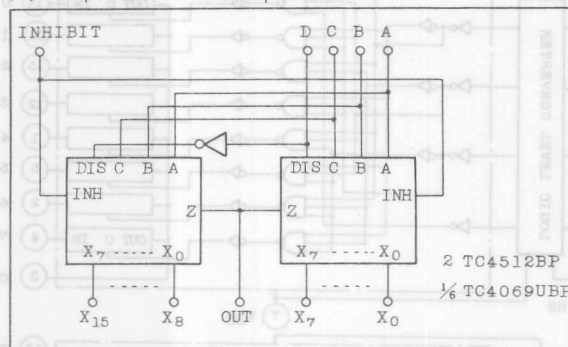 INHIBIT D C B A
DIS C B A DIS C B A
INH INH
Z Z
X7 ----- X0 X7 ----- X0
2 TC4512BP
1/6 TC4069UBP
----- -----
X15 X8 OUT X7 X0